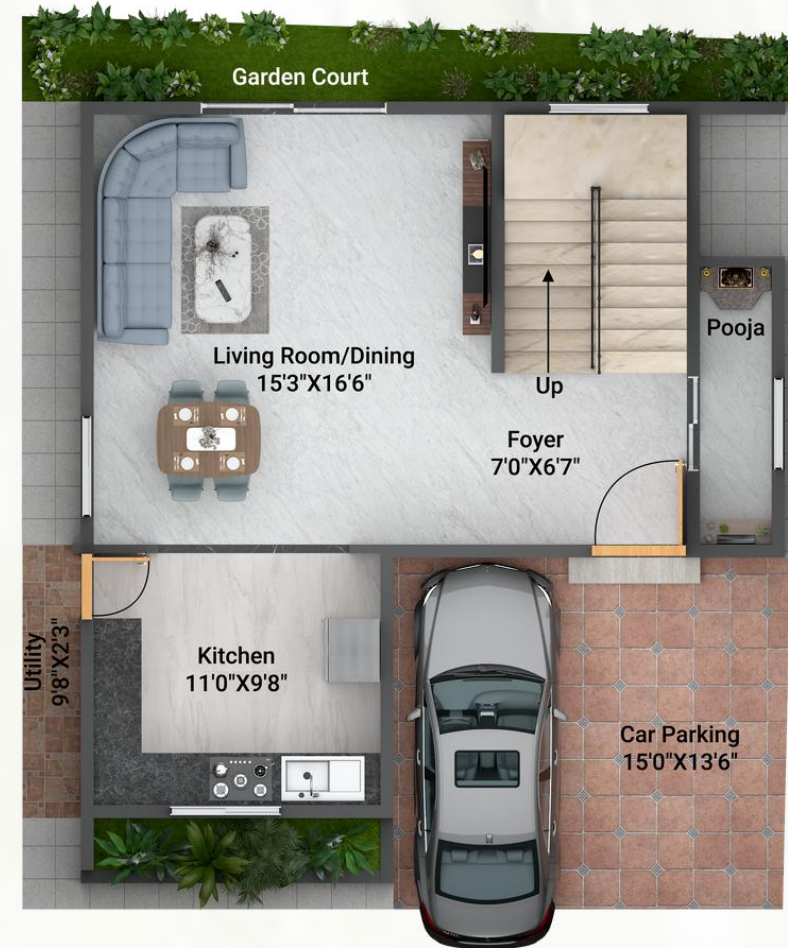 Garden Court
Pooja
Living Room/Dining
15'3"X16'6"
Up
Foyer
7'0"X6'7"
Utility
9'8"X2'3"
Kitchen
11'0"X9'8"
Car Parking
15'0"X13'6"